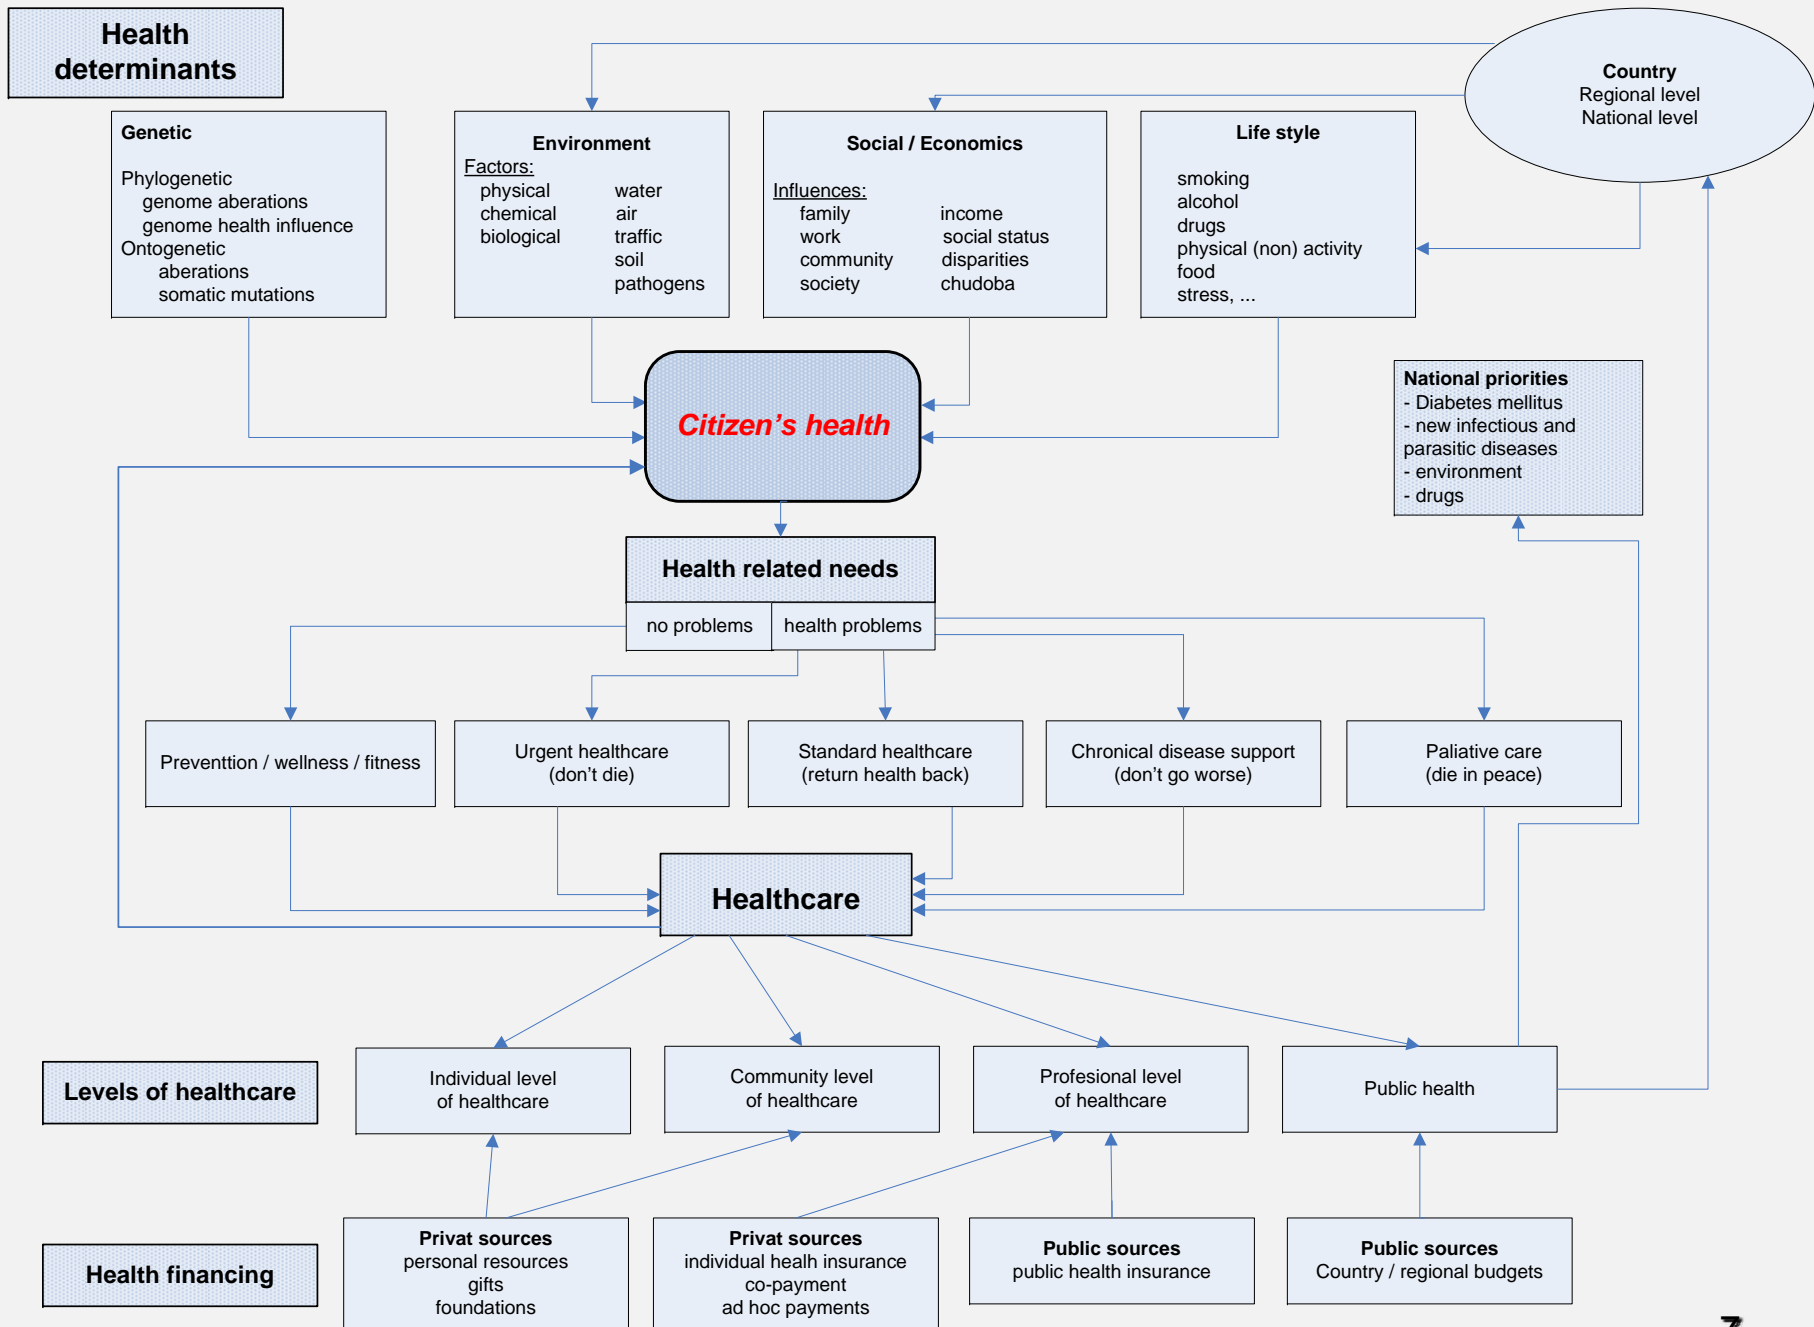 Health
determinants
Country
Regional level
National level
Genetic
Phylogenetic
genome aberations
genome health influence
Ontogenetic
aberations
somatic mutations
Environment
Factors:
physical water
chemical air
biological traffic
soil
pathogens
Social / Economics
Influences:
family income
work social status
community disparities
society chudoba
Life style
smoking
alcohol
drugs
physical (non) activity
food
stress, ...
Citizen's health
National priorities
- Diabetes mellitus
- new infectious and
parasitic diseases
- environment
- drugs
Health related needs
no problems
health problems
Preventtion / wellness / fitness
Urgent healthcare
(don't die)
Standard healthcare
(return health back)
Chronical disease support
(don't go worse)
Paliative care
(die in peace)
Healthcare
Levels of healthcare
Individual level
of healthcare
Community level
of healthcare
Profesional level
of healthcare
Public health
Health financing
Privat sources
personal resources
gifts
foundations
Privat sources
individual healh insurance
co-payment
ad hoc payments
Public sources
public health insurance
Public sources
Country / regional budgets